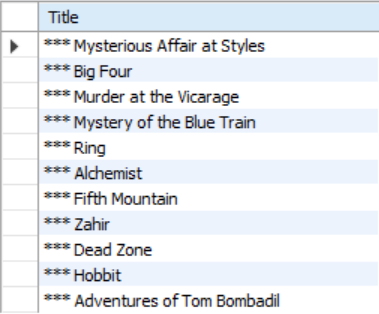 Title
*** Mysterious Affair at Styles
*** Big Four
*** Murder at the Vicarage
*** Mystery of the Blue Train
*** Ring
*** Alchemist
*** Fifth Mountain
*** Zahir
*** Dead Zone
*** Hobbit
*** Adventures of Tom Bombadil